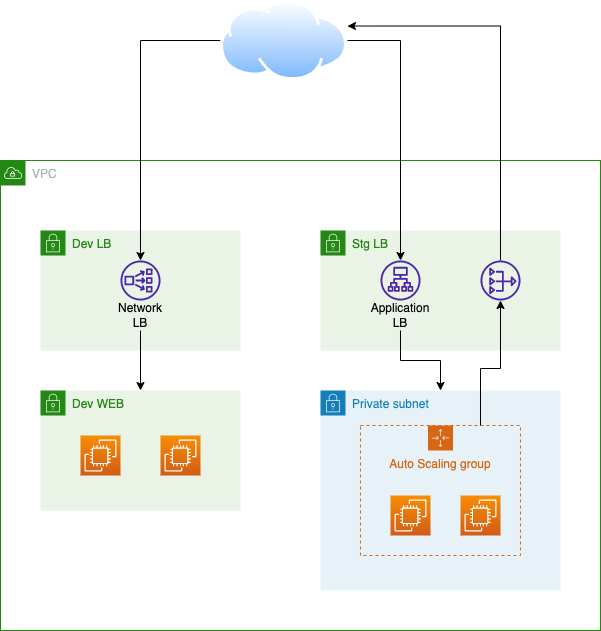 VPC
Dev LB
Stg LB
Network
LB
Application
LB
Dev WEB
Private subnet
Auto Scaling group